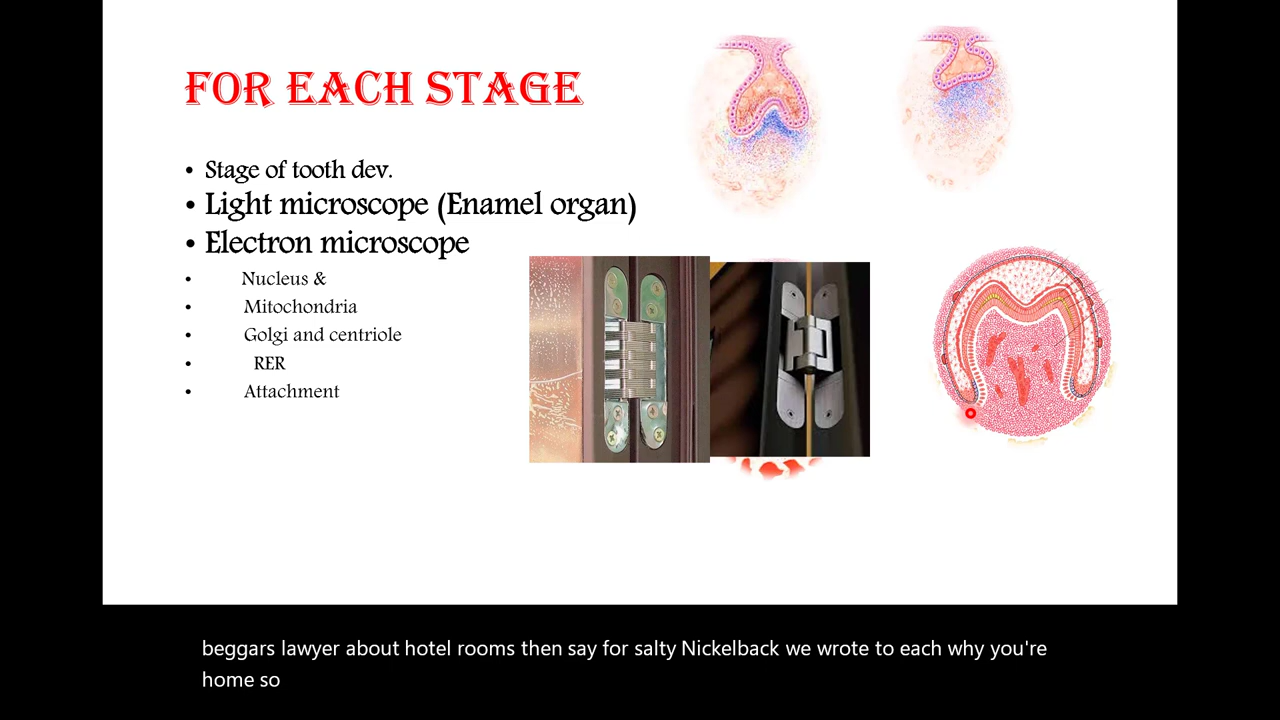 FOR EACH STAGE
• Stage of tooth dev.
• Light microscope (Enamel organ)
• Electron microscope
• Nucleus &
• Mitochondria
• Golgi and centriole
• RER
• Attachment
beggars lawyer about hotel rooms then say for salty Nickelback we wrote to each why you're
home so